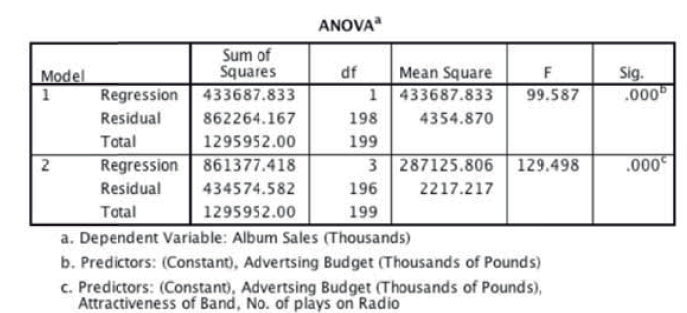 ANOVAa
Sum of
Model Squares df Mean Square F Sig.
1 Regression 433687.833 1 433687.833 99.587 .000b
Residual 862264.167 198 4354.870
Total 1295952.00 199
2 Regression 861377.418 3 287125.806 129.498 .000c
Residual 434574.582 196 2217.217
Total 1295952.00 199
a. Dependent Variable: Album Sales (Thousands)
b. Predictors: (Constant), Advertsing Budget (Thousands of Pounds)
c. Predictors: (Constant), Advertsing Budget (Thousands of Pounds),
Attractiveness of Band, No. of plays on Radio